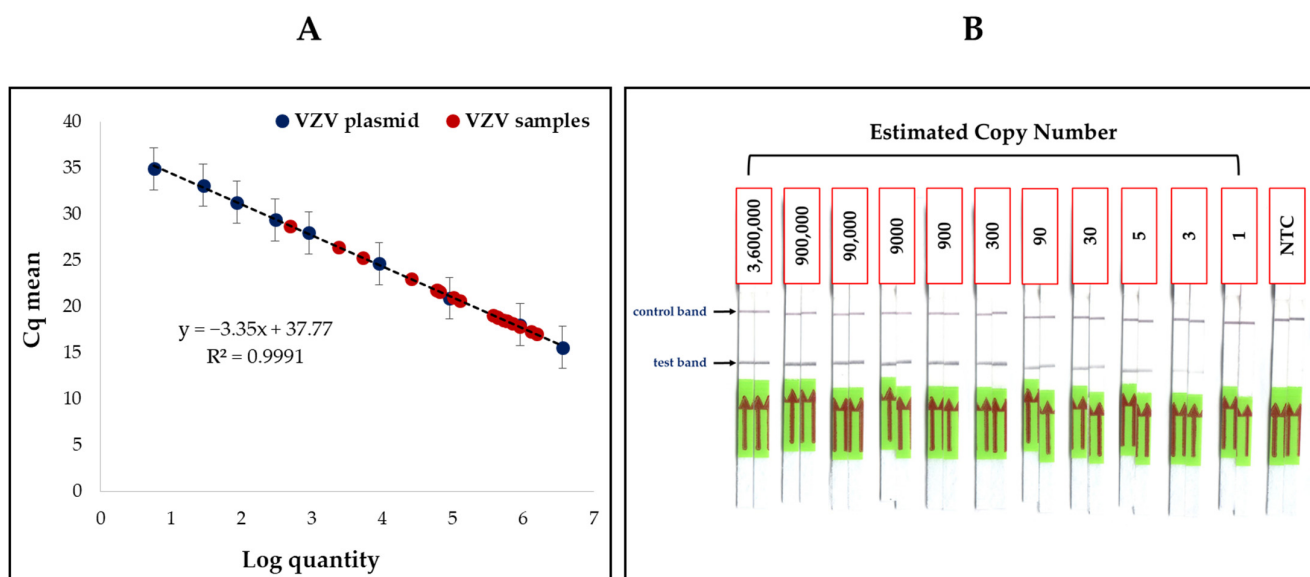 A
B
VZV plasmid
VZV samples
40
35
30
25
20
15
10
5
0
Cq mean
y = −3.35x + 37.77
R² = 0.9991
0 1 2 3 4 5 6 7
Log quantity
Estimated Copy Number
3,600,000
900,000
90,000
9000
900
300
90
30
5
3
1
NTC
control band
test band